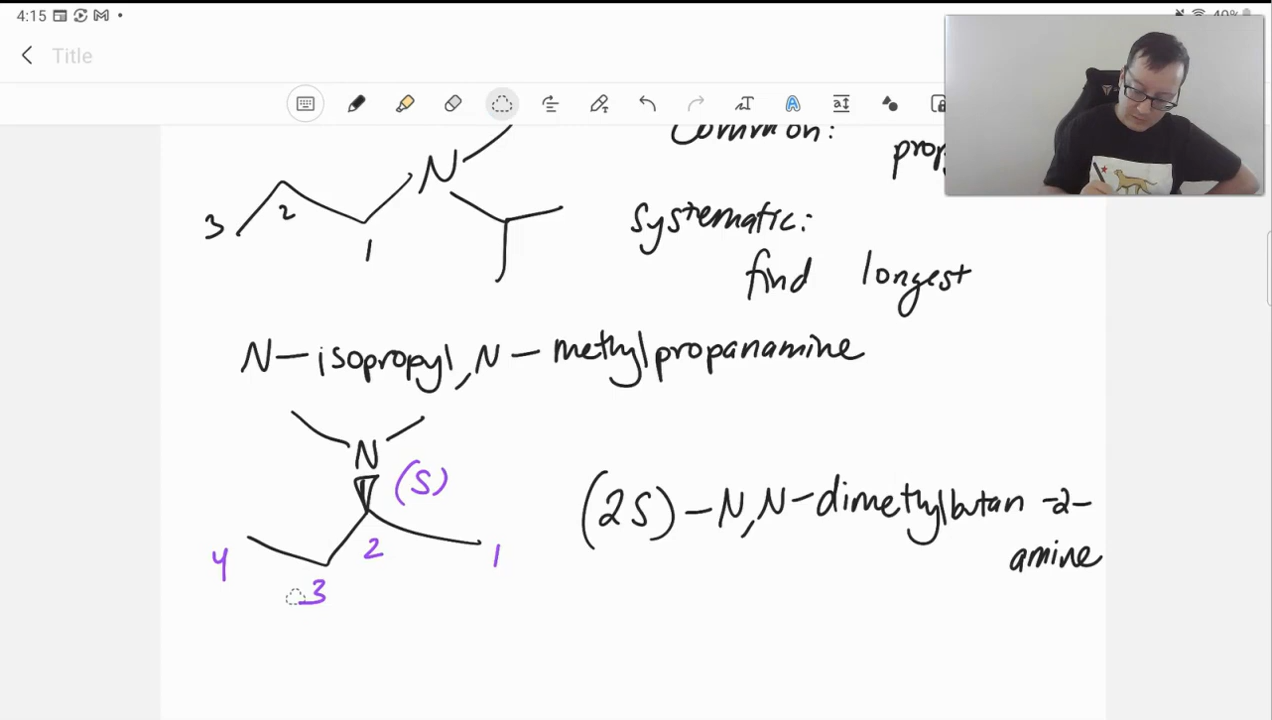 4:15
40%
Title
Common:
N
prop
3
2
1
systematic:
find longest
N-isopropyl, N-methylpropanamine
N
(S)
(2S)-N,N-dimethylbutan-2-
amine
4
2
1
3